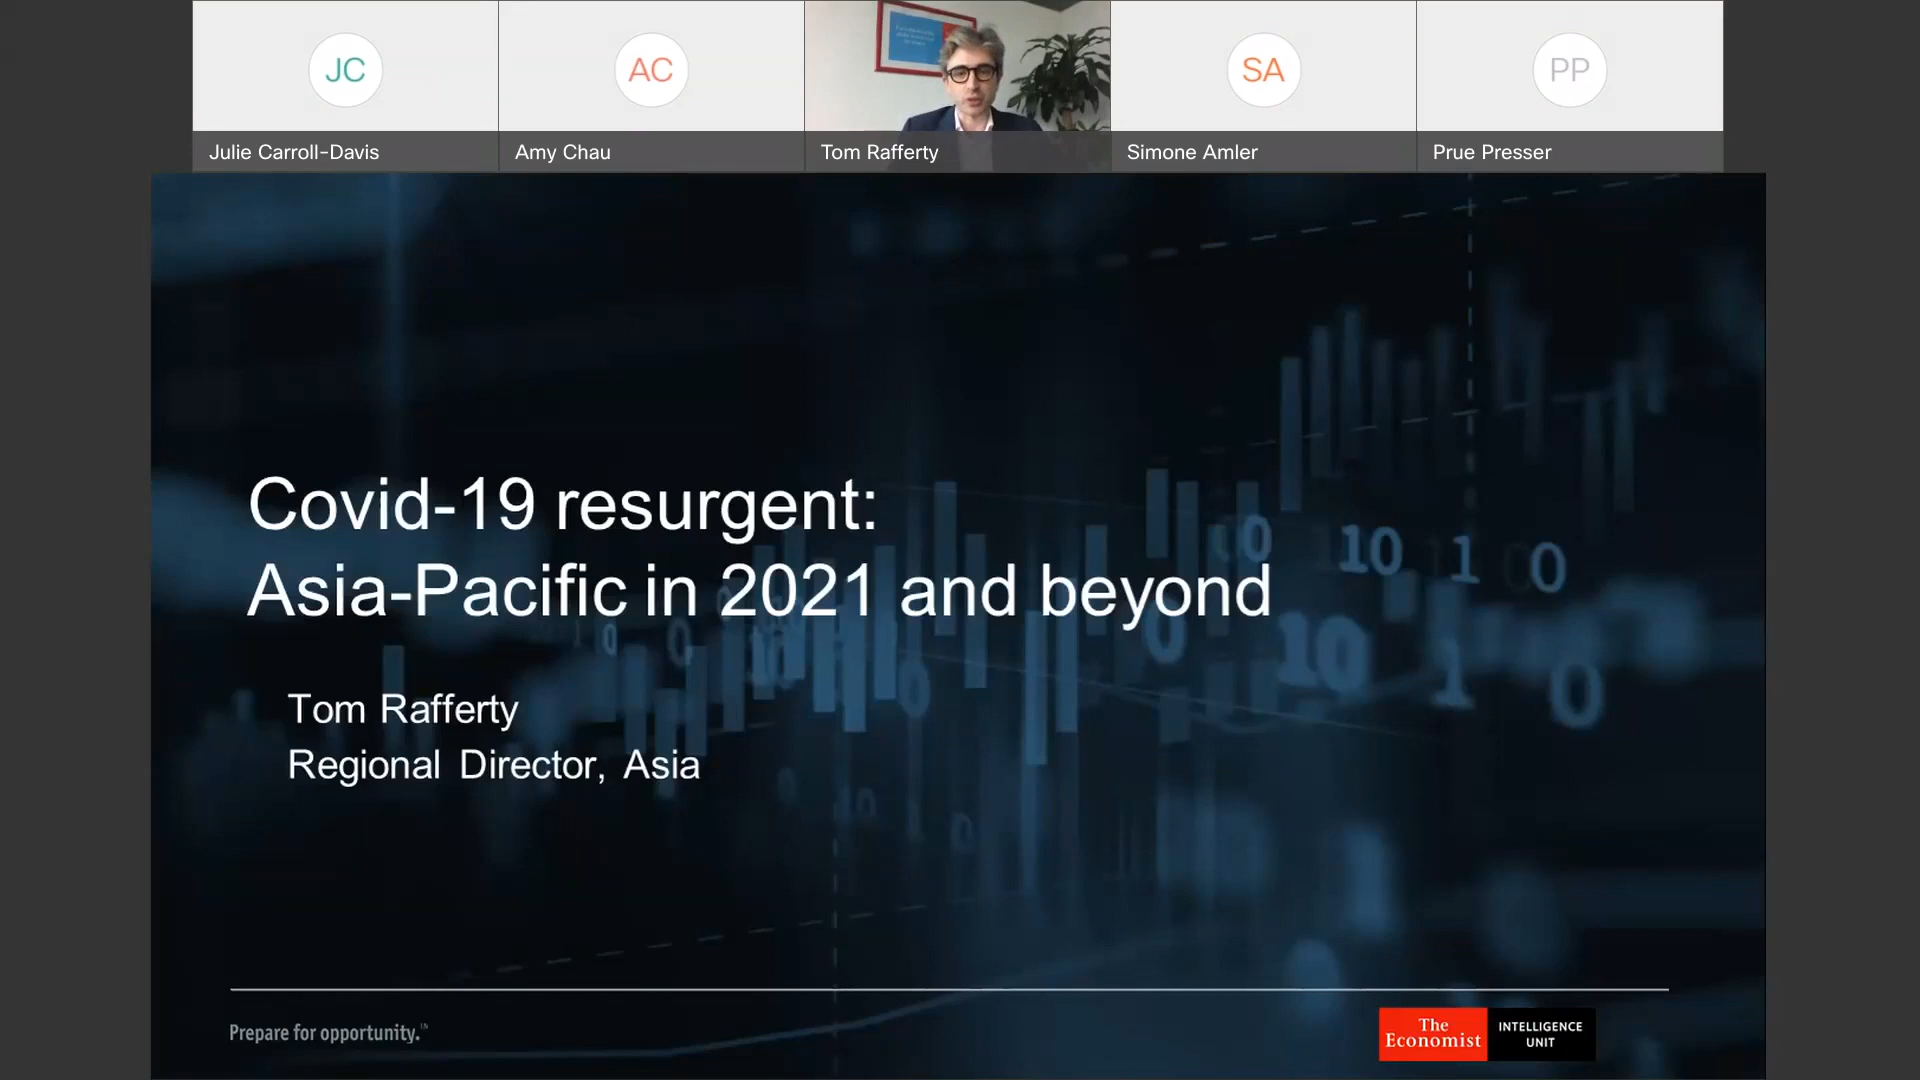 JC
AC
SA
PP
Julie Carroll-Davis
Amy Chau
Tom Rafferty
Simone Amler
Prue Presser
Covid-19 resurgent:
Asia-Pacific in 2021 and beyond
Tom Rafferty
Regional Director, Asia
Prepare for opportunity.™
The
Economist
INTELLIGENCE
UNIT